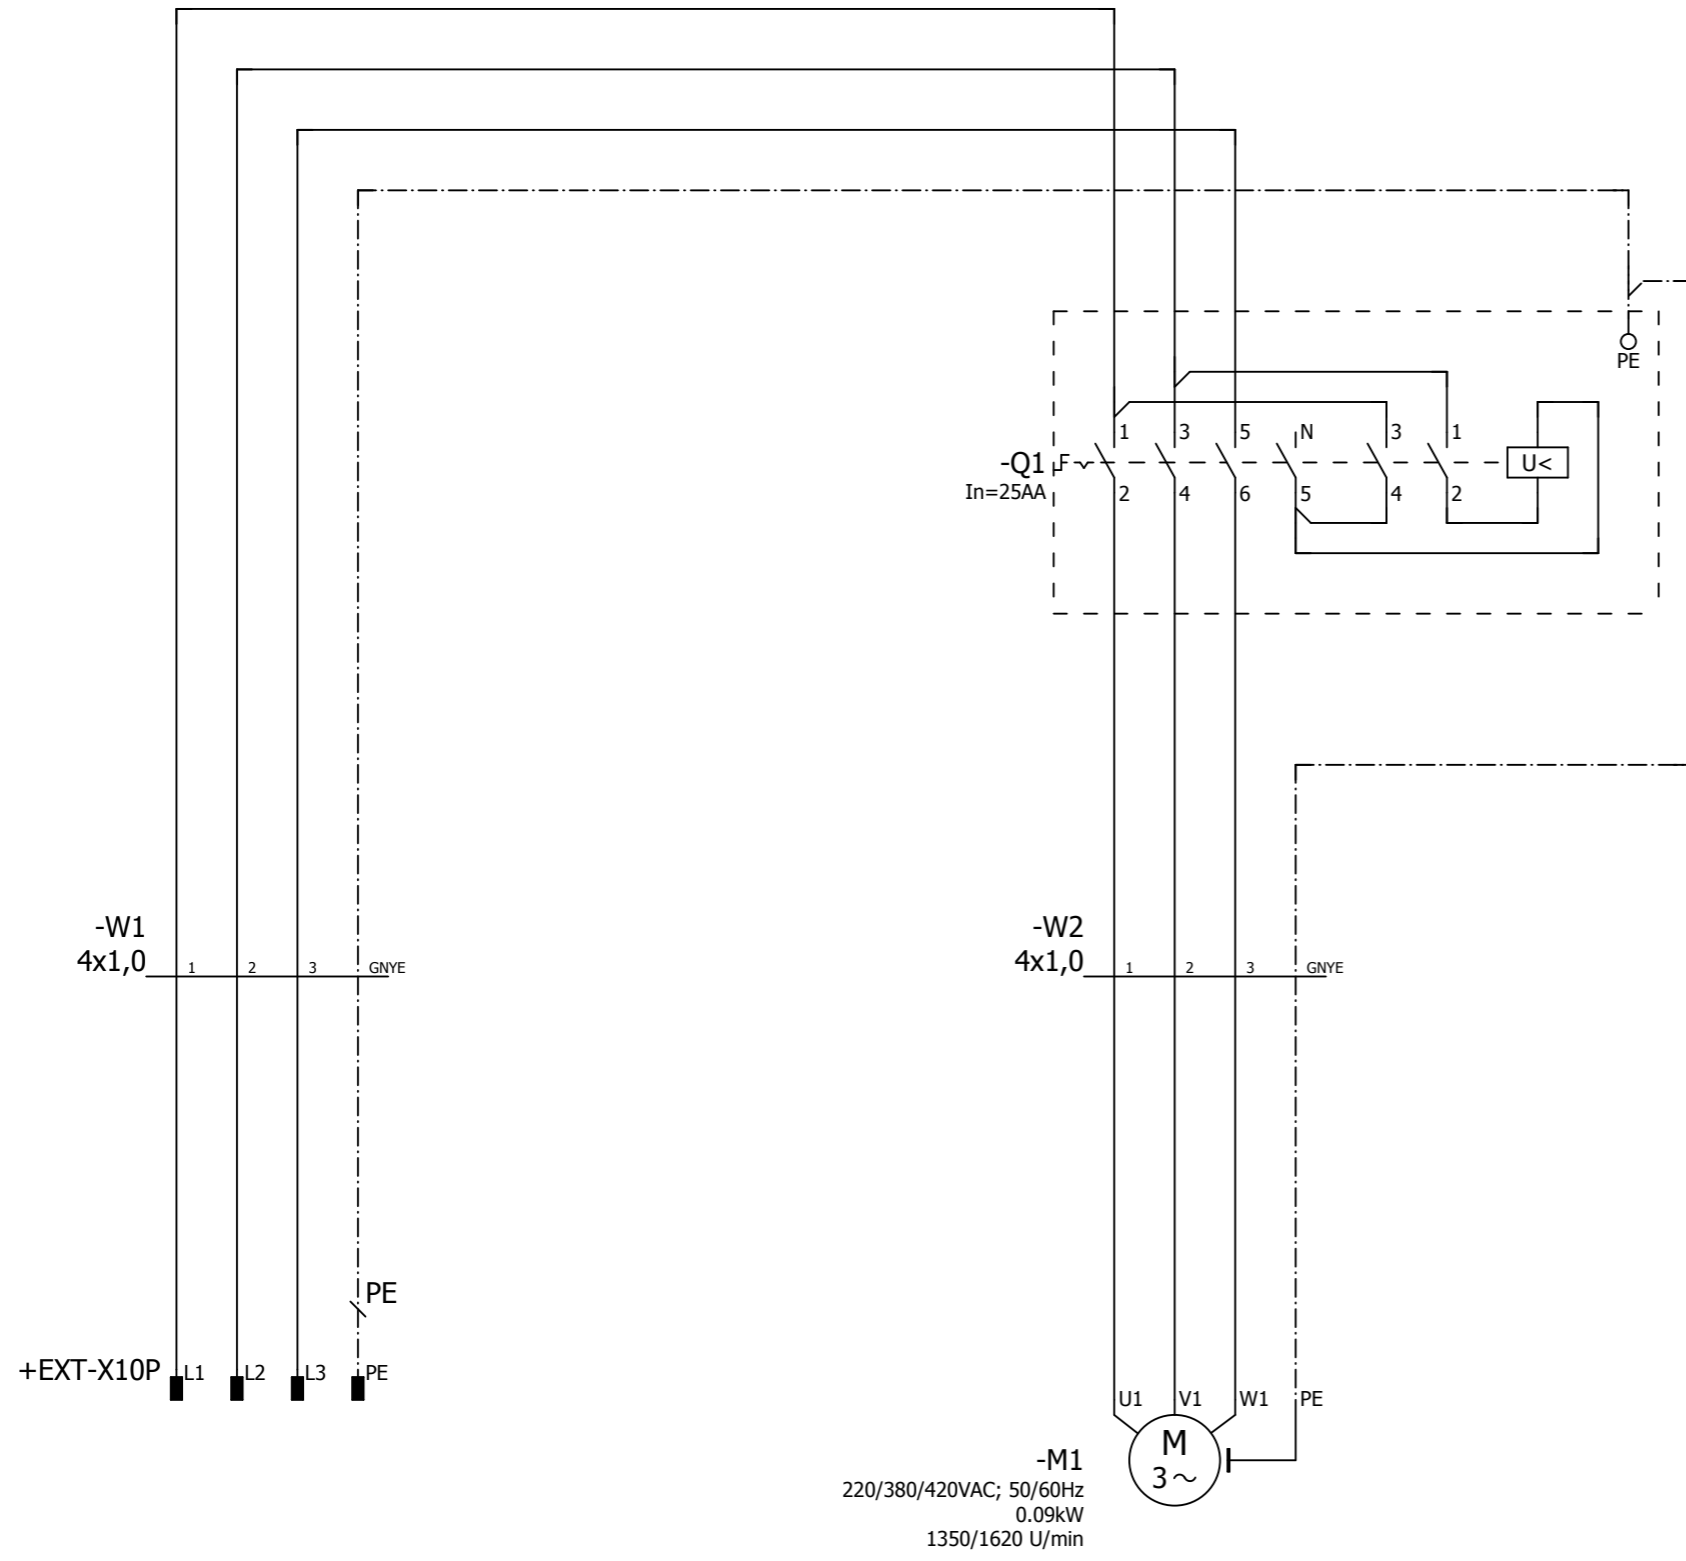 PE
1 3 5 N 3 1
-Q1
U<
In=25AA
2 4 6 5 4 2
-W1
4x1,0
1 2 3 GNYE
-W2
4x1,0
1 2 3 GNYE
PE
+EXT-X10P L1 L2 L3 PE
U1 V1 W1 PE
M
3~
-M1
220/380/420VAC; 50/60Hz
0.09kW
1350/1620 U/min